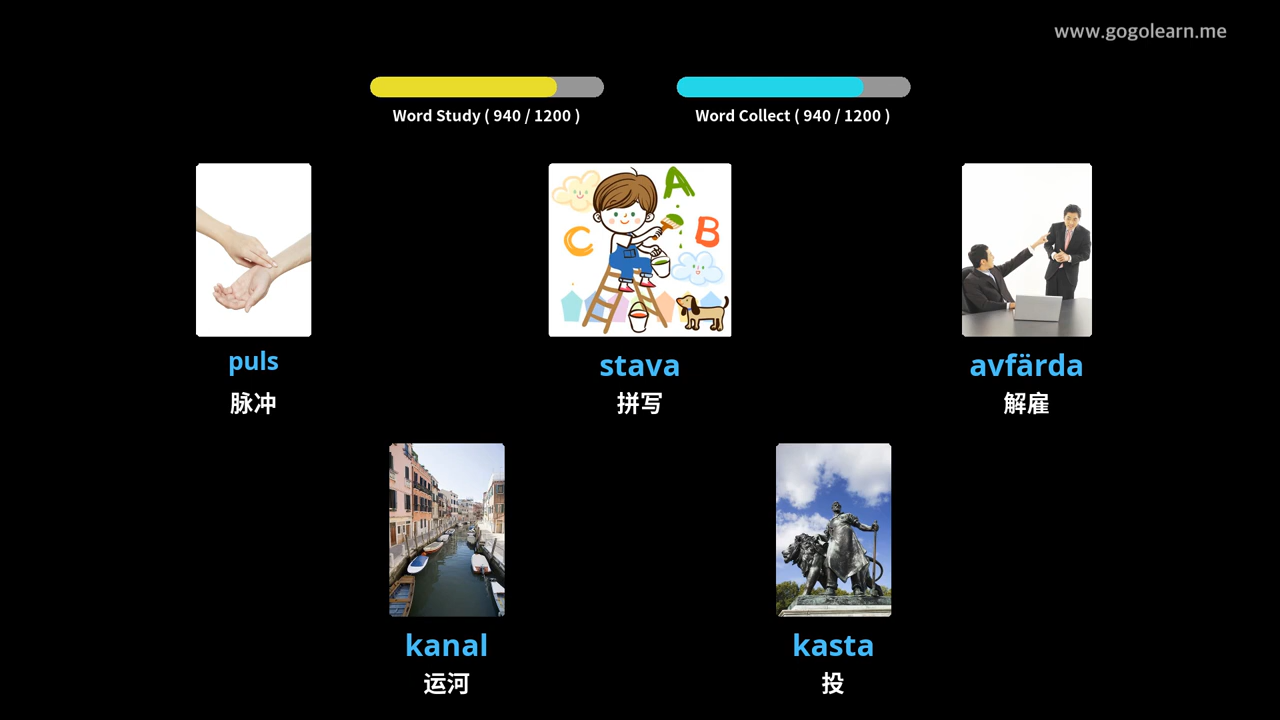 www.gogolearn.me
Word Study ( 940 / 1200 )
Word Collect ( 940 / 1200 )
A
B
C
puls
脉冲
stava
拼写
avfärda
解雇
kanal
运河
kasta
投